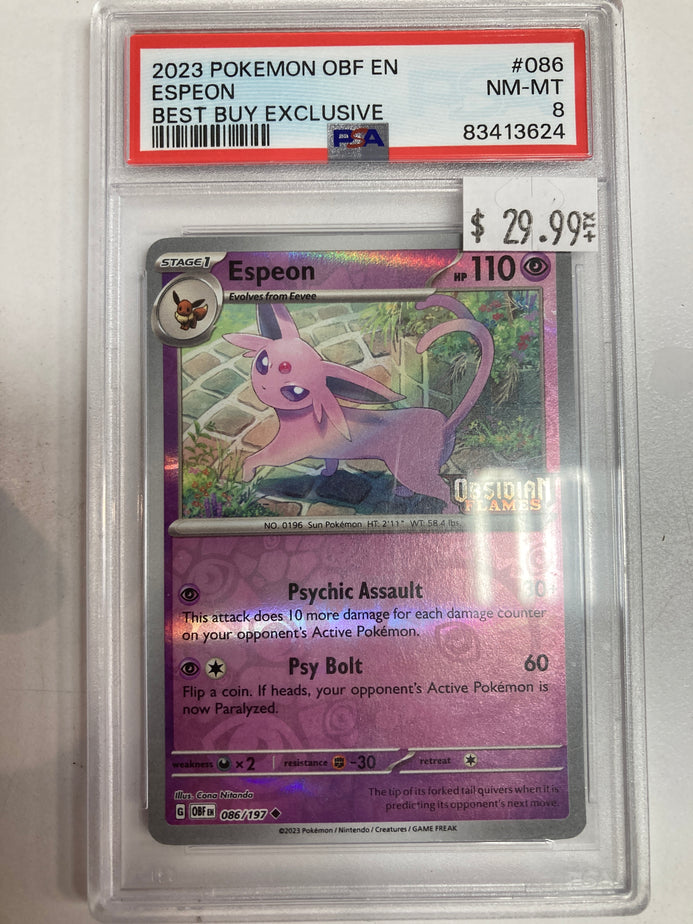 2023 POKEMON OBF EN #086
ESPEON NM-MT
BEST BUY EXCLUSIVE 8
PSA 83413624
$ 29.99 +TX
STAGE 1 Espeon HP 110
Evolves from Eevee
OBSIDIAN
FLAMES
NO. 0196 Sun Pokémon HT: 2'11" WT: 58.4 lbs.
Psychic Assault 30
This attack does 10 more damage for each damage counter
on your opponent's Active Pokémon.
Psy Bolt 60
Flip a coin. If heads, your opponent's Active Pokémon is
now Paralyzed.
weakness ×2 resistance -30 retreat
Illus. Cona Nitanda
The tip of its forked tail quivers when it is
predicting its opponent's next move.
G OBF EN 086/197
©2023 Pokémon / Nintendo / Creatures / GAME FREAK